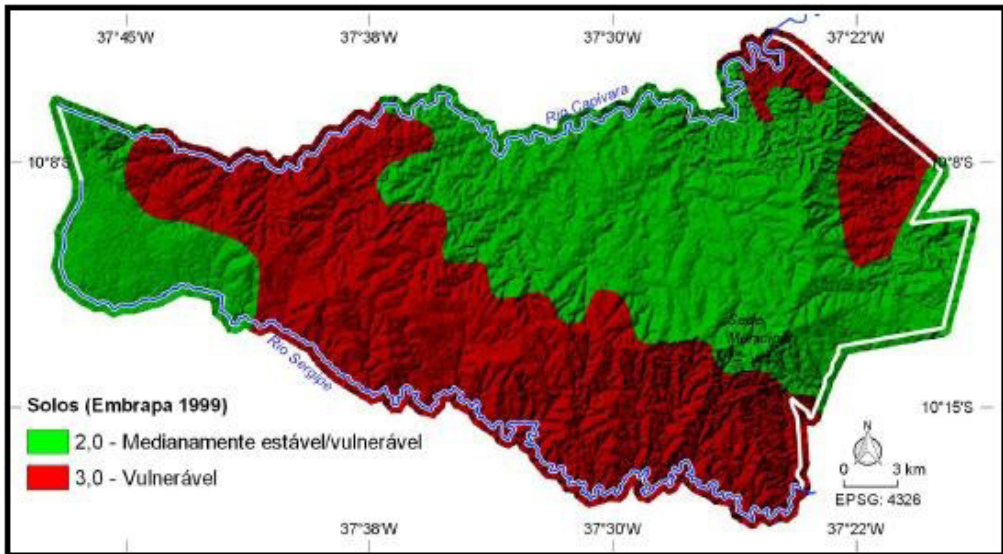 37°45'W 37°38'W 37°30'W 37°22'W
Rio Capivara
10°8'S 10°8'S
Sede
Municipal
Rio Sergipe
Solos (Embrapa 1999)
10°15'S
2,0 - Medianamente estável/vulnerável
3,0 - Vulnerável
N
0 3 km
EPSG: 4326
37°38'W 37°30'W 37°22'W